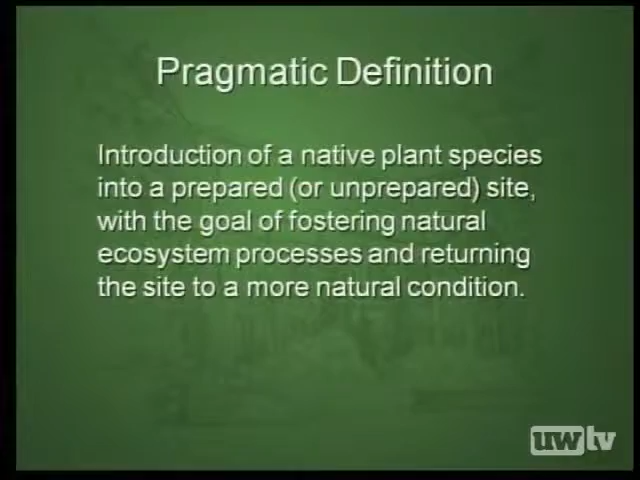 Pragmatic Definition
Introduction of a native plant species
into a prepared (or unprepared) site,
with the goal of fostering natural
ecosystem processes and returning
the site to a more natural condition.
uwtv